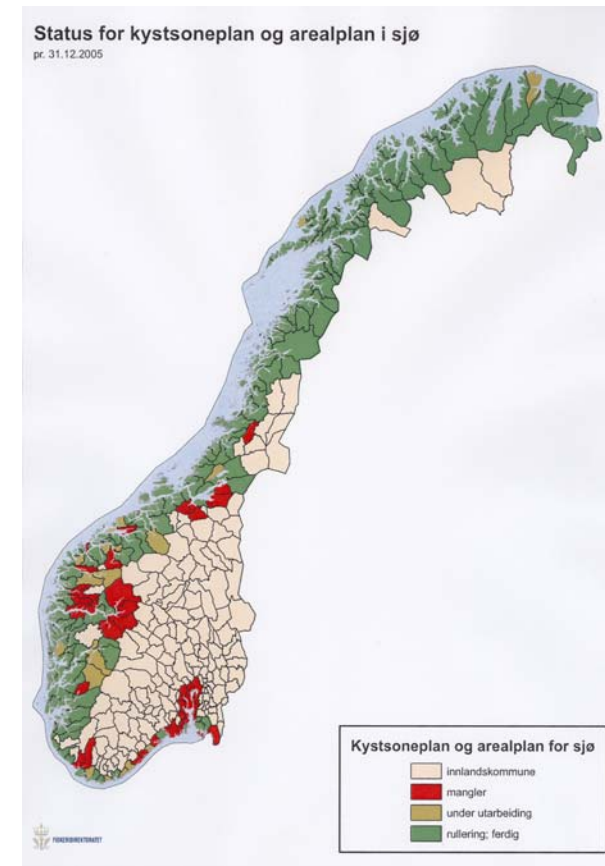 Status for kystsoneplan og arealplan i sjø
pr. 31.12.2005
Kystsoneplan og arealplan for sjø
innlandskommune
mangler
under utarbeiding
rullering; ferdig
FISKERIDIREKTORATET